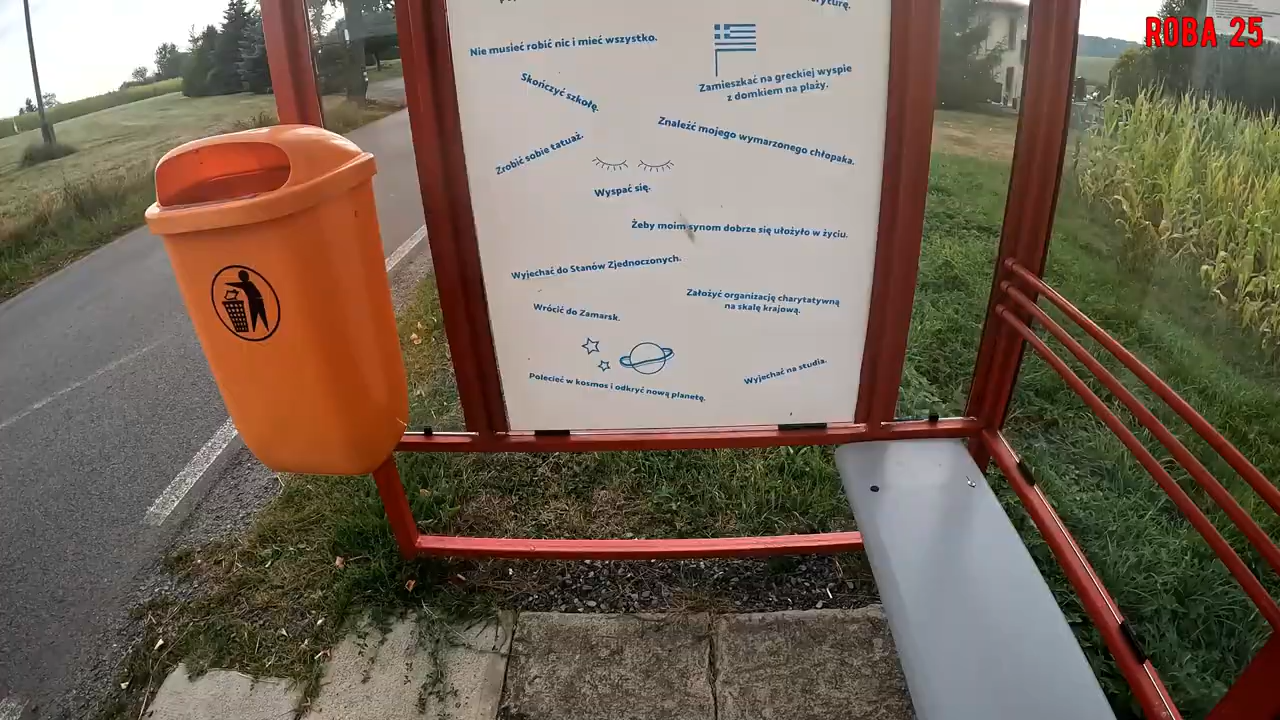 ROBA 25
Nie musieć robić nic i mieć wszystko.
Zamieszkać na greckiej wyspie
z domkiem na plaży.
Skończyć szkołę.
Znaleźć mojego wymarzonego chłopaka.
Zrobić sobie tatuaż.
Wyspać się.
Żeby moim synom dobrze się ułożyło w życiu.
Wyjechać do Stanów Zjednoczonych.
Założyć organizację charytatywną
na skalę krajową.
Wrócić do Zamarsk.
Wyjechać na studia.
Polecieć w kosmos i odkryć nową planetę.